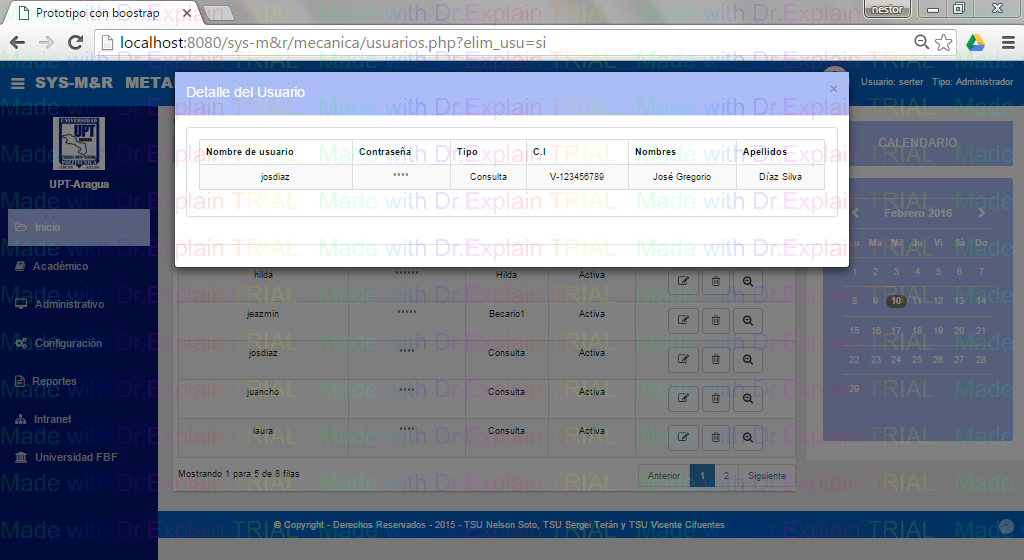 Prototipo con boostrap
nestor
localhost:8080/sys-m&r/mecanica/usuarios.php?elim_usu=si
SYS-M&R META
Usuario: serter Tipo: Administrador
Detalle del Usuario ×
Nombre de usuario Contraseña Tipo C.I Nombres Apellidos
josdiaz **** Consulta V-123456789 José Gregorio Díaz Silva
UNIVERSIDAD
UPT
UPT-Aragua
Inicio
Académico
Administrativo
Configuración
Reportes
Intranet
Universidad FBF
hilda ****** Hilda Activa
jeazmin ***** Becario1 Activa
josdiaz **** Consulta Activa
juancho **** Consulta Activa
laura **** Consulta Activa
Mostrando 1 para 5 de 8 filas
Anterior 1 2 Siguiente
CALENDARIO
Febrero 2016
Lu Ma Mi Ju Vi Sá Do
1 2 3 4 5 6 7
8 9 10 11 12 13 14
15 16 17 18 19 20 21
22 23 24 25 26 27 28
29
© Copyright - Derechos Reservados - 2015 - TSU Nelson Soto, TSU Sergei Terán y TSU Vicente Cifuentes
Made with Dr.Explain TRIAL